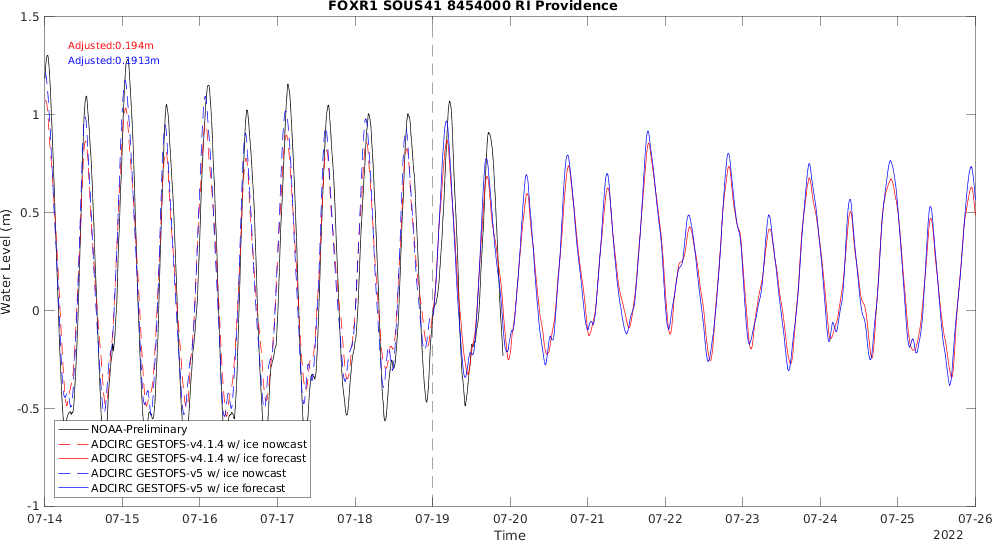 FOXR1 SOUS41 8454000 RI Providence
1.5
Adjusted:0.194m
Adjusted:0.1913m
1
0.5
Water Level (m)
0
-0.5
NOAA-Preliminary
ADCIRC GESTOFS-v4.1.4 w/ ice nowcast
ADCIRC GESTOFS-v4.1.4 w/ ice forecast
ADCIRC GESTOFS-v5 w/ ice nowcast
ADCIRC GESTOFS-v5 w/ ice forecast
-1
07-14 07-15 07-16 07-17 07-18 07-19 07-20 07-21 07-22 07-23 07-24 07-25 07-26
Time
2022